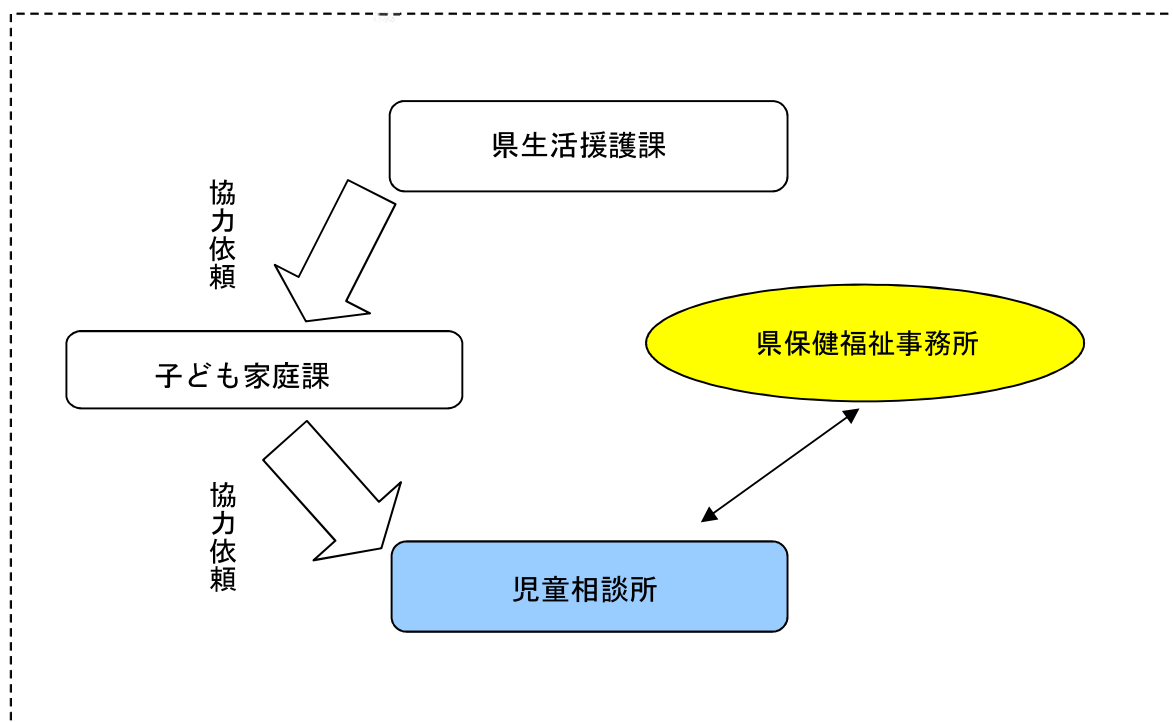 県生活援護課
協力依頼
県保健福祉事務所
子ども家庭課
協力依頼
児童相談所